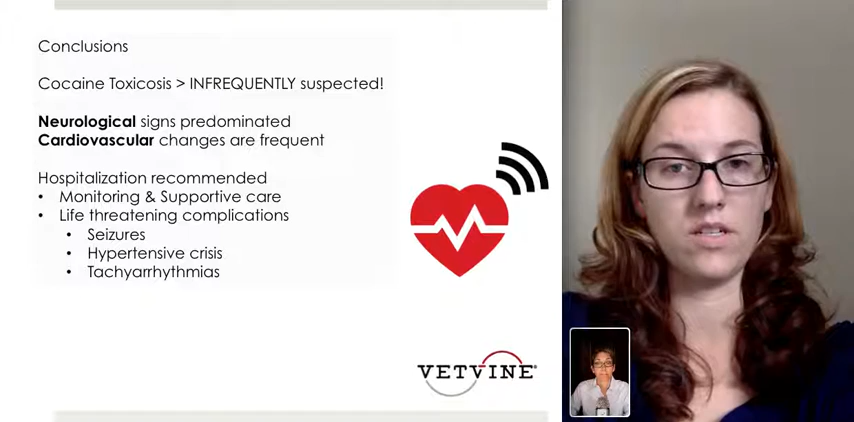 Conclusions
Cocaine Toxicosis > INFREQUENTLY suspected!
Neurological signs predominated
Cardiovascular changes are frequent
Hospitalization recommended
• Monitoring & Supportive care
• Life threatening complications
• Seizures
• Hypertensive crisis
• Tachyarrhythmias
VETVINE®